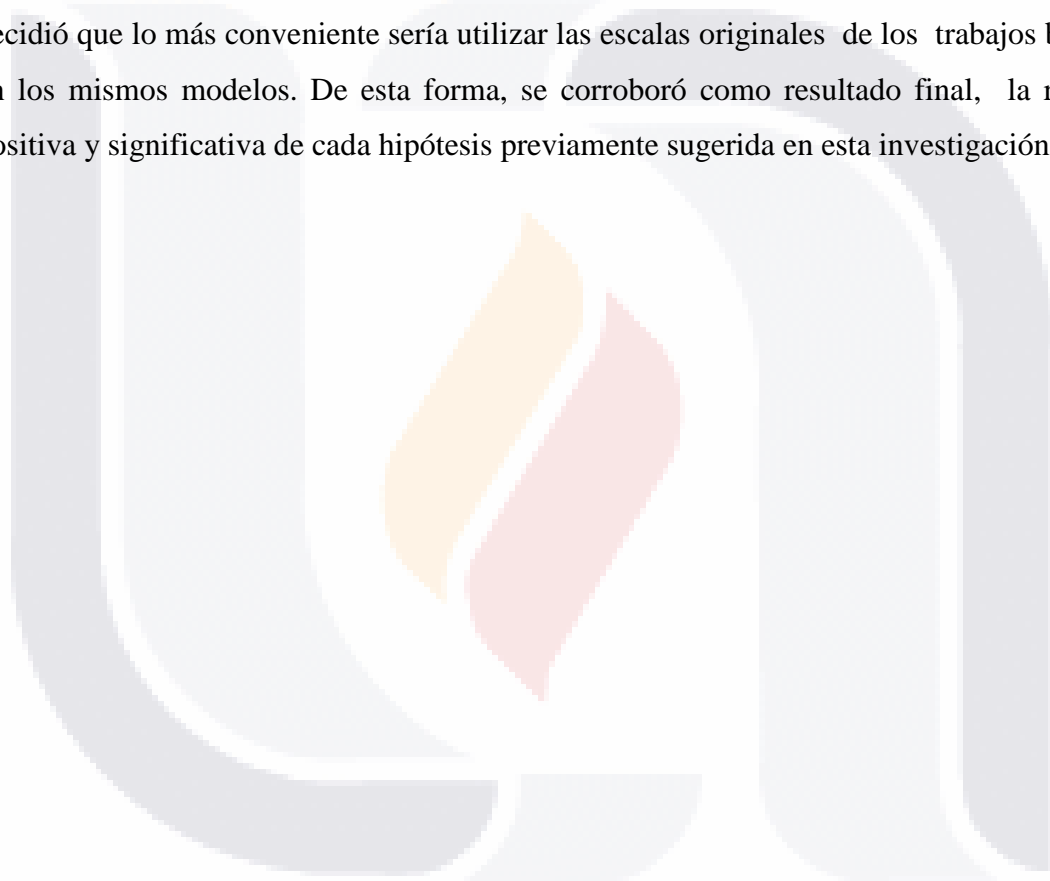 ecidió que lo más conveniente sería utilizar las escalas originales de los trabajos b
los mismos modelos. De esta forma, se corroboró como resultado final, la
ositiva y significativa de cada hipótesis previamente sugerida en esta investigación